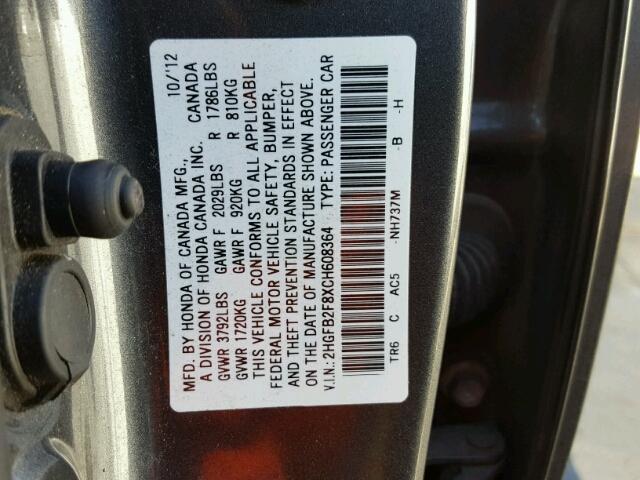 MFD. BY HONDA OF CANADA MFG., 10/'12
A DIVISION OF HONDA CANADA INC. CANADA
GVWR 3792LBS GAWR F 2029LBS R 1786LBS
GVWR 1720KG GAWR F 920KG R 810KG
THIS VEHICLE CONFORMS TO ALL APPLICABLE
FEDERAL MOTOR VEHICLE SAFETY, BUMPER,
AND THEFT PREVENTION STANDARDS IN EFFECT
ON THE DATE OF MANUFACTURE SHOWN ABOVE.
V.I.N.: 2HGFB2F8XCH608364 TYPE: PASSENGER CAR
TR6 C AC5 -NH737M -B -H